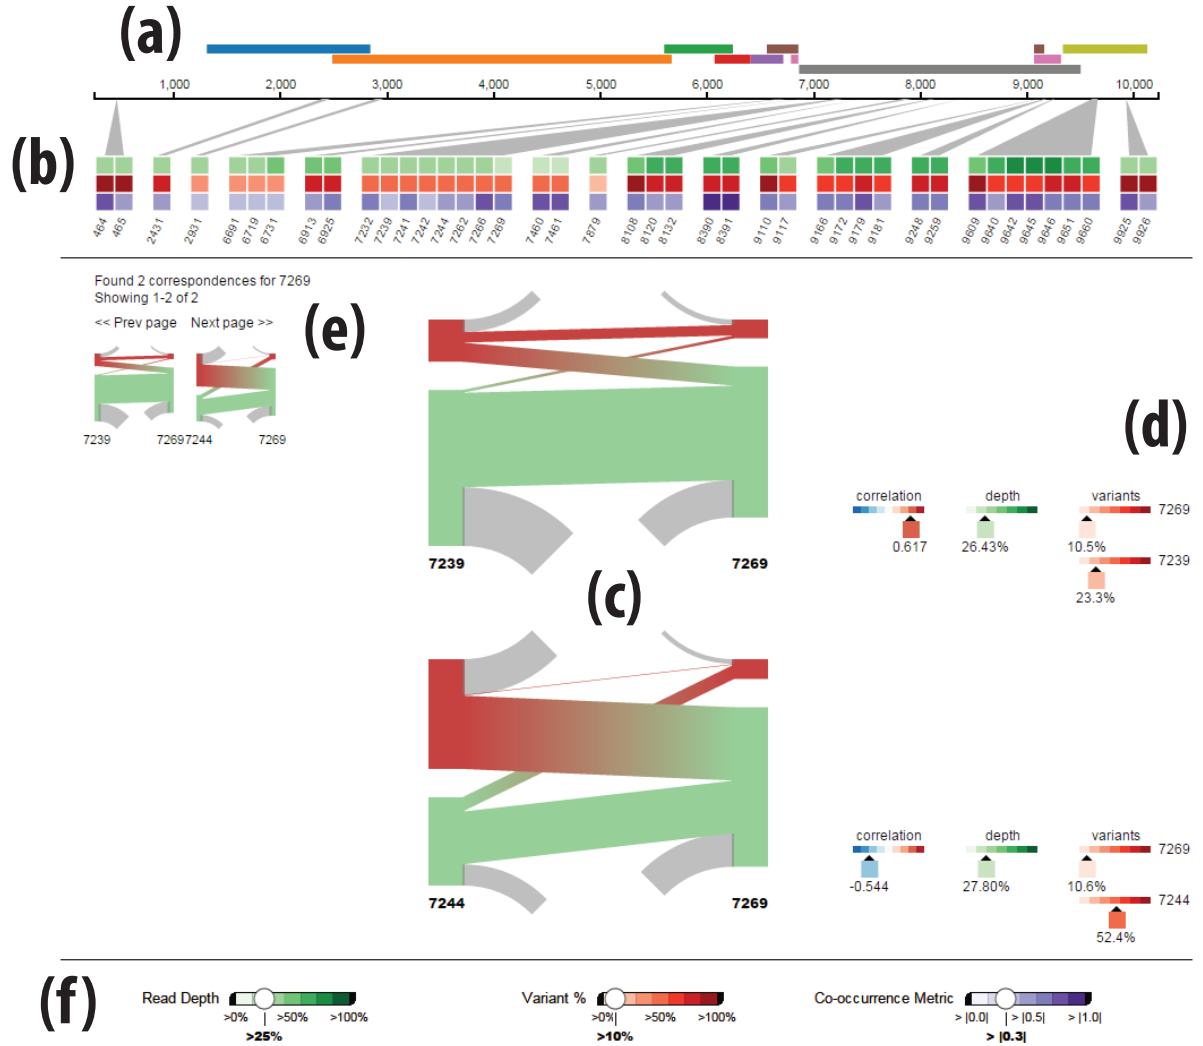 (a)
1,000 2,000 3,000 4,000 5,000 6,000 7,000 8,000 9,000 10,000
(b)
464 465 2431 2931 6691 6719 6731 6913 6925 7232 7239 7241 7242 7244 7262 7266 7269 7460 7461 7879 8108 8120 8132 8390 8391 9110 9117 9166 9172 9179 9181 9248 9259 9609 9640 9642 9645 9646 9651 9660 9925 9926
Found 2 correspondences for 7269
Showing 1-2 of 2
<< Prev page Next page >>
(e)
7239 7269 7244 7269
(d)
correlation depth variants
7269
0.617 26.43% 10.5%
7239
23.3%
7239 7269
(c)
correlation depth variants
7269
-0.544 27.80% 10.6%
7244
52.4%
7244 7269
(f)
Read Depth Variant % Co-occurrence Metric
>0% >50% >100% >0% >50% >100% > |0.0| > |0.5| > |1.0|
>25% >10% > |0.3|